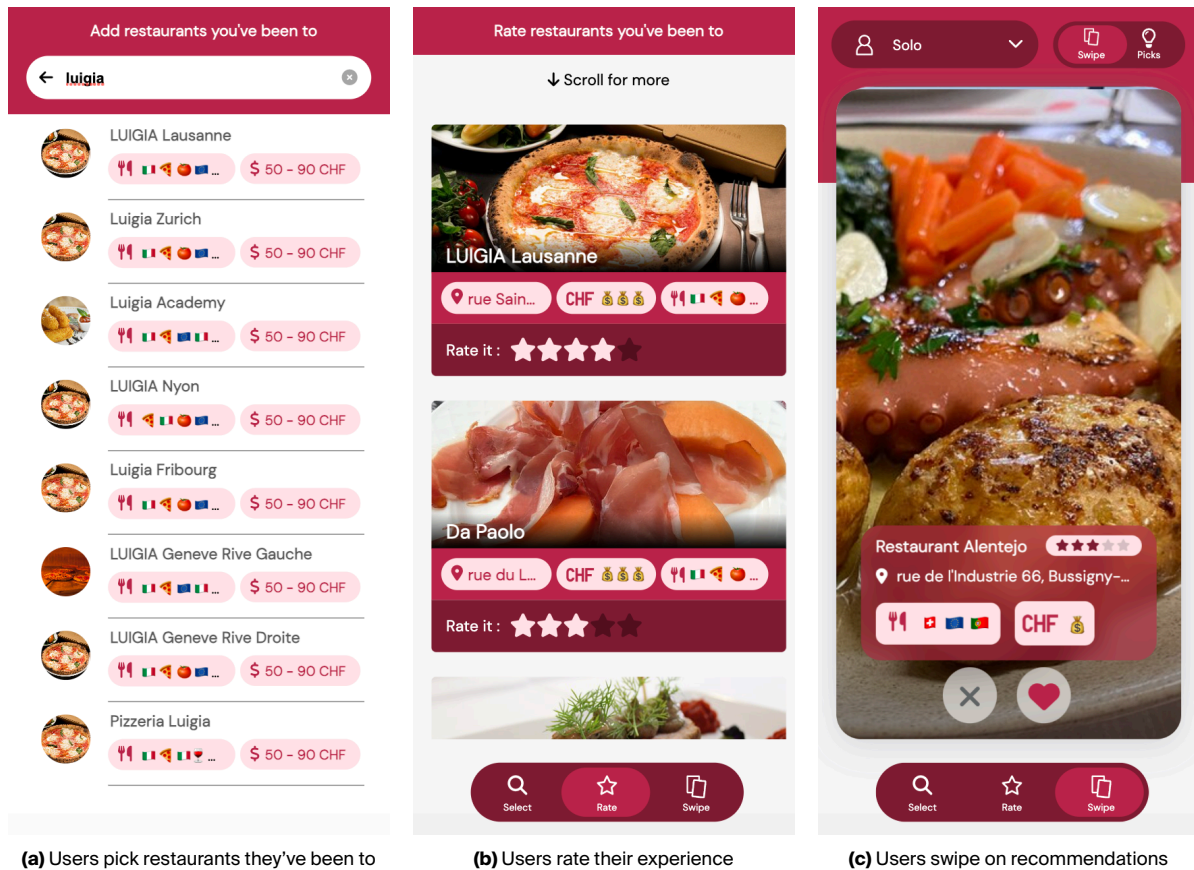 Add restaurants you've been to
luigia
LUIGIA Lausanne
... $ 50 - 90 CHF
Luigia Zurich
... $ 50 - 90 CHF
Luigia Academy
... $ 50 - 90 CHF
LUIGIA Nyon
... $ 50 - 90 CHF
Luigia Fribourg
... $ 50 - 90 CHF
LUIGIA Geneve Rive Gauche
... $ 50 - 90 CHF
LUIGIA Geneve Rive Droite
... $ 50 - 90 CHF
Pizzeria Luigia
... $ 50 - 90 CHF
(a) Users pick restaurants they've been to
Rate restaurants you've been to
Scroll for more
LUIGIA Lausanne
rue Sain... CHF ...
Rate it :
Da Paolo
rue du L... CHF ...
Rate it :
Select Rate Swipe
(b) Users rate their experience
Solo Swipe Picks
Restaurant Alentejo
rue de l'Industrie 66, Bussigny-...
CHF
Select Rate Swipe
(c) Users swipe on recommendations